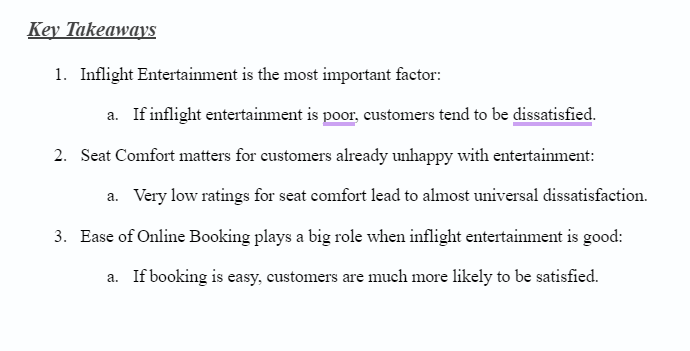 Key Takeaways
1. Inflight Entertainment is the most important factor:
a. If inflight entertainment is poor, customers tend to be dissatisfied.
2. Seat Comfort matters for customers already unhappy with entertainment:
a. Very low ratings for seat comfort lead to almost universal dissatisfaction.
3. Ease of Online Booking plays a big role when inflight entertainment is good:
a. If booking is easy, customers are much more likely to be satisfied.